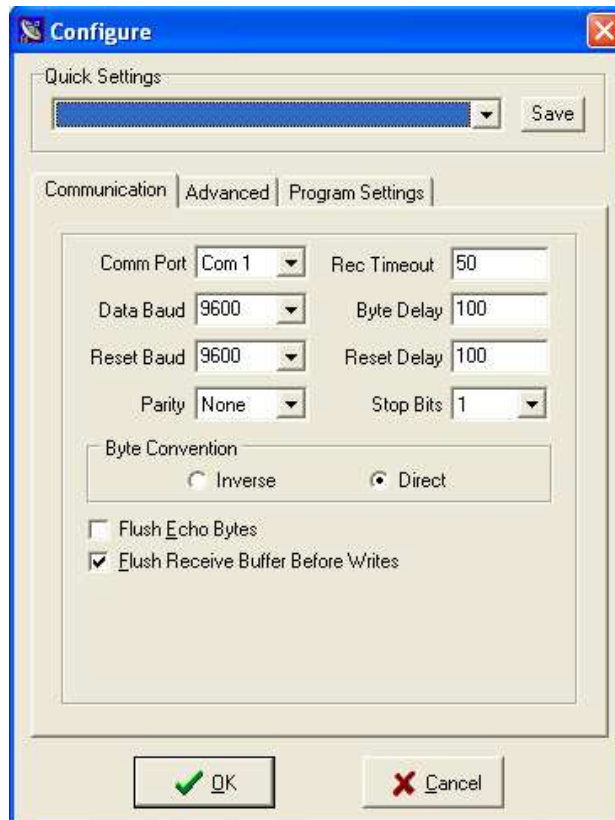 Configure
Quick Settings
Save
Communication Advanced Program Settings
Comm Port Com 1 Rec Timeout 50
Data Baud 9600 Byte Delay 100
Reset Baud 9600 Reset Delay 100
Parity None Stop Bits 1
Byte Convention
Inverse Direct
Flush Echo Bytes
Flush Receive Buffer Before Writes
OK Cancel